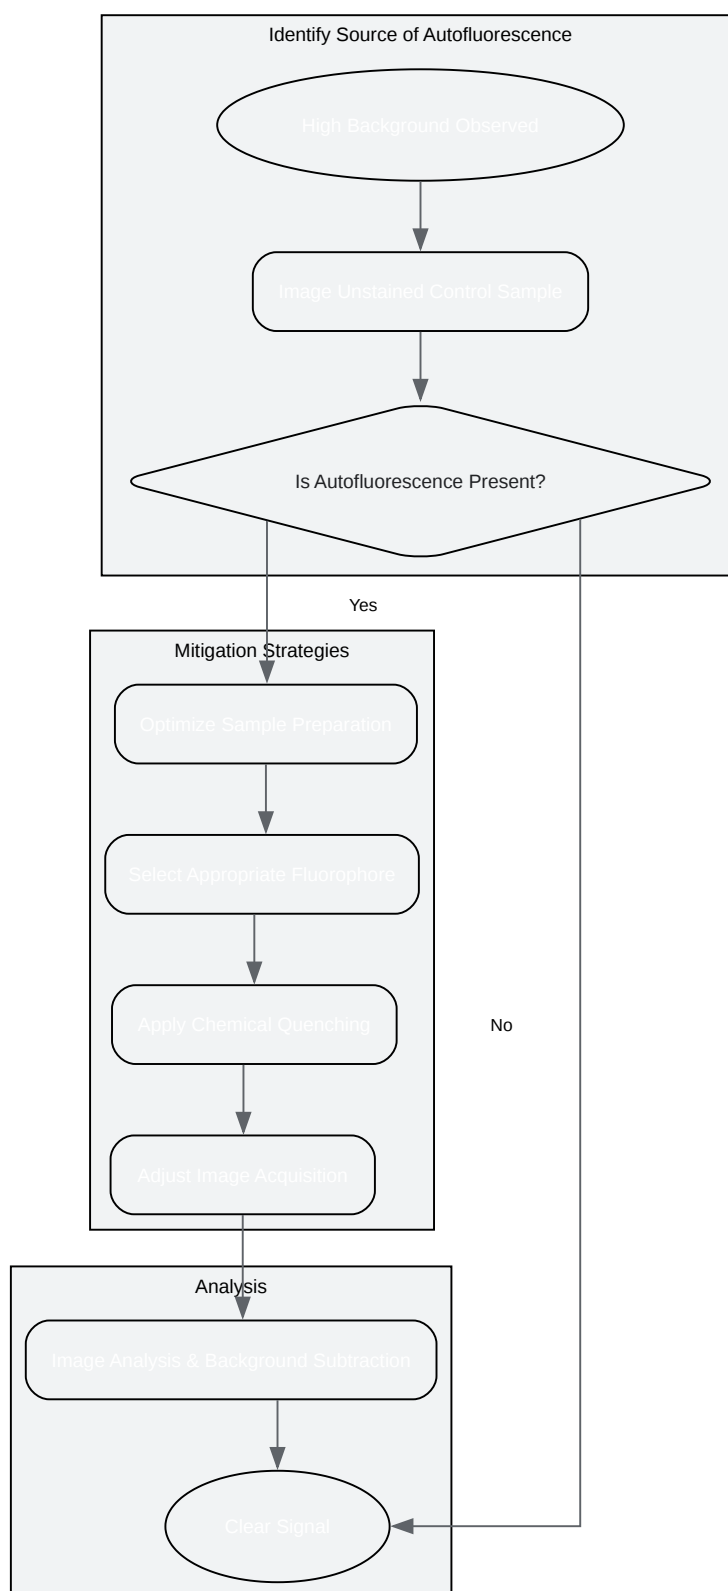 Identify Source of Autofluorescence
High Background Observed
Image Unstained Control Sample
Is Autofluorescence Present?
Yes
Mitigation Strategies
Optimize Sample Preparation
Select Appropriate Fluorophore
Apply Chemical Quenching
No
Adjust Image Acquisition
Analysis
Image Analysis & Background Subtraction
Clear Signal